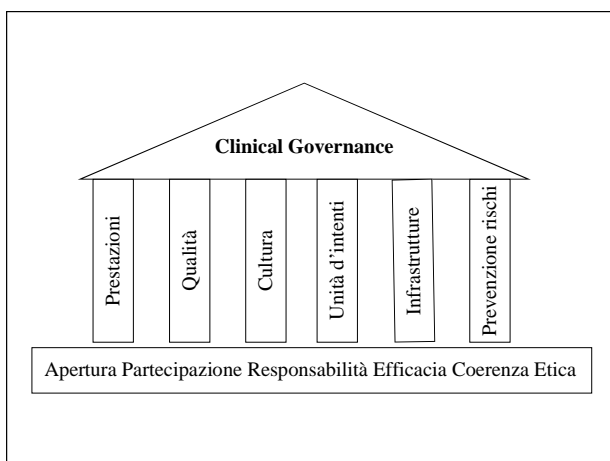 Clinical Governance
Prestazioni
Qualità
Cultura
Unità d'intenti
Infrastrutture
Prevenzione rischi
Apertura Partecipazione Responsabilità Efficacia Coerenza Etica